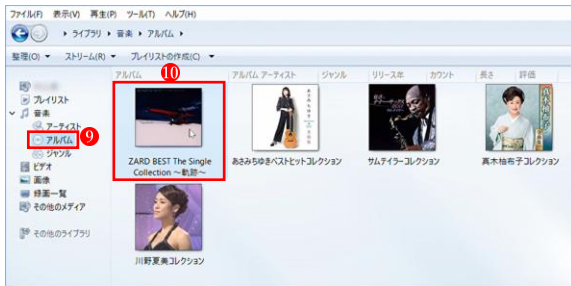 ファイル(F) 表示(V) 再生(P) ツール(T) ヘルプ(H)
ライブラリ ▸ 音楽 ▸ アルバム ▸
整理(O) ▼ ストリーム(R) ▼ プレイリストの作成(C) ▼
アルバム ⑩ アルバム アーティスト ジャンル リリース年 カウント 長さ 評価
プレイリスト
音楽
アーティスト
アルバム ⑨
ジャンル
ビデオ
画像
録画一覧
その他のメディア
その他のライブラリ
ZARD BEST The Single
Collection ～軌跡～
あさみちゆきベストヒットコレクション
サムテイラーコレクション
真木柚布子コレクション
川野夏美コレクション